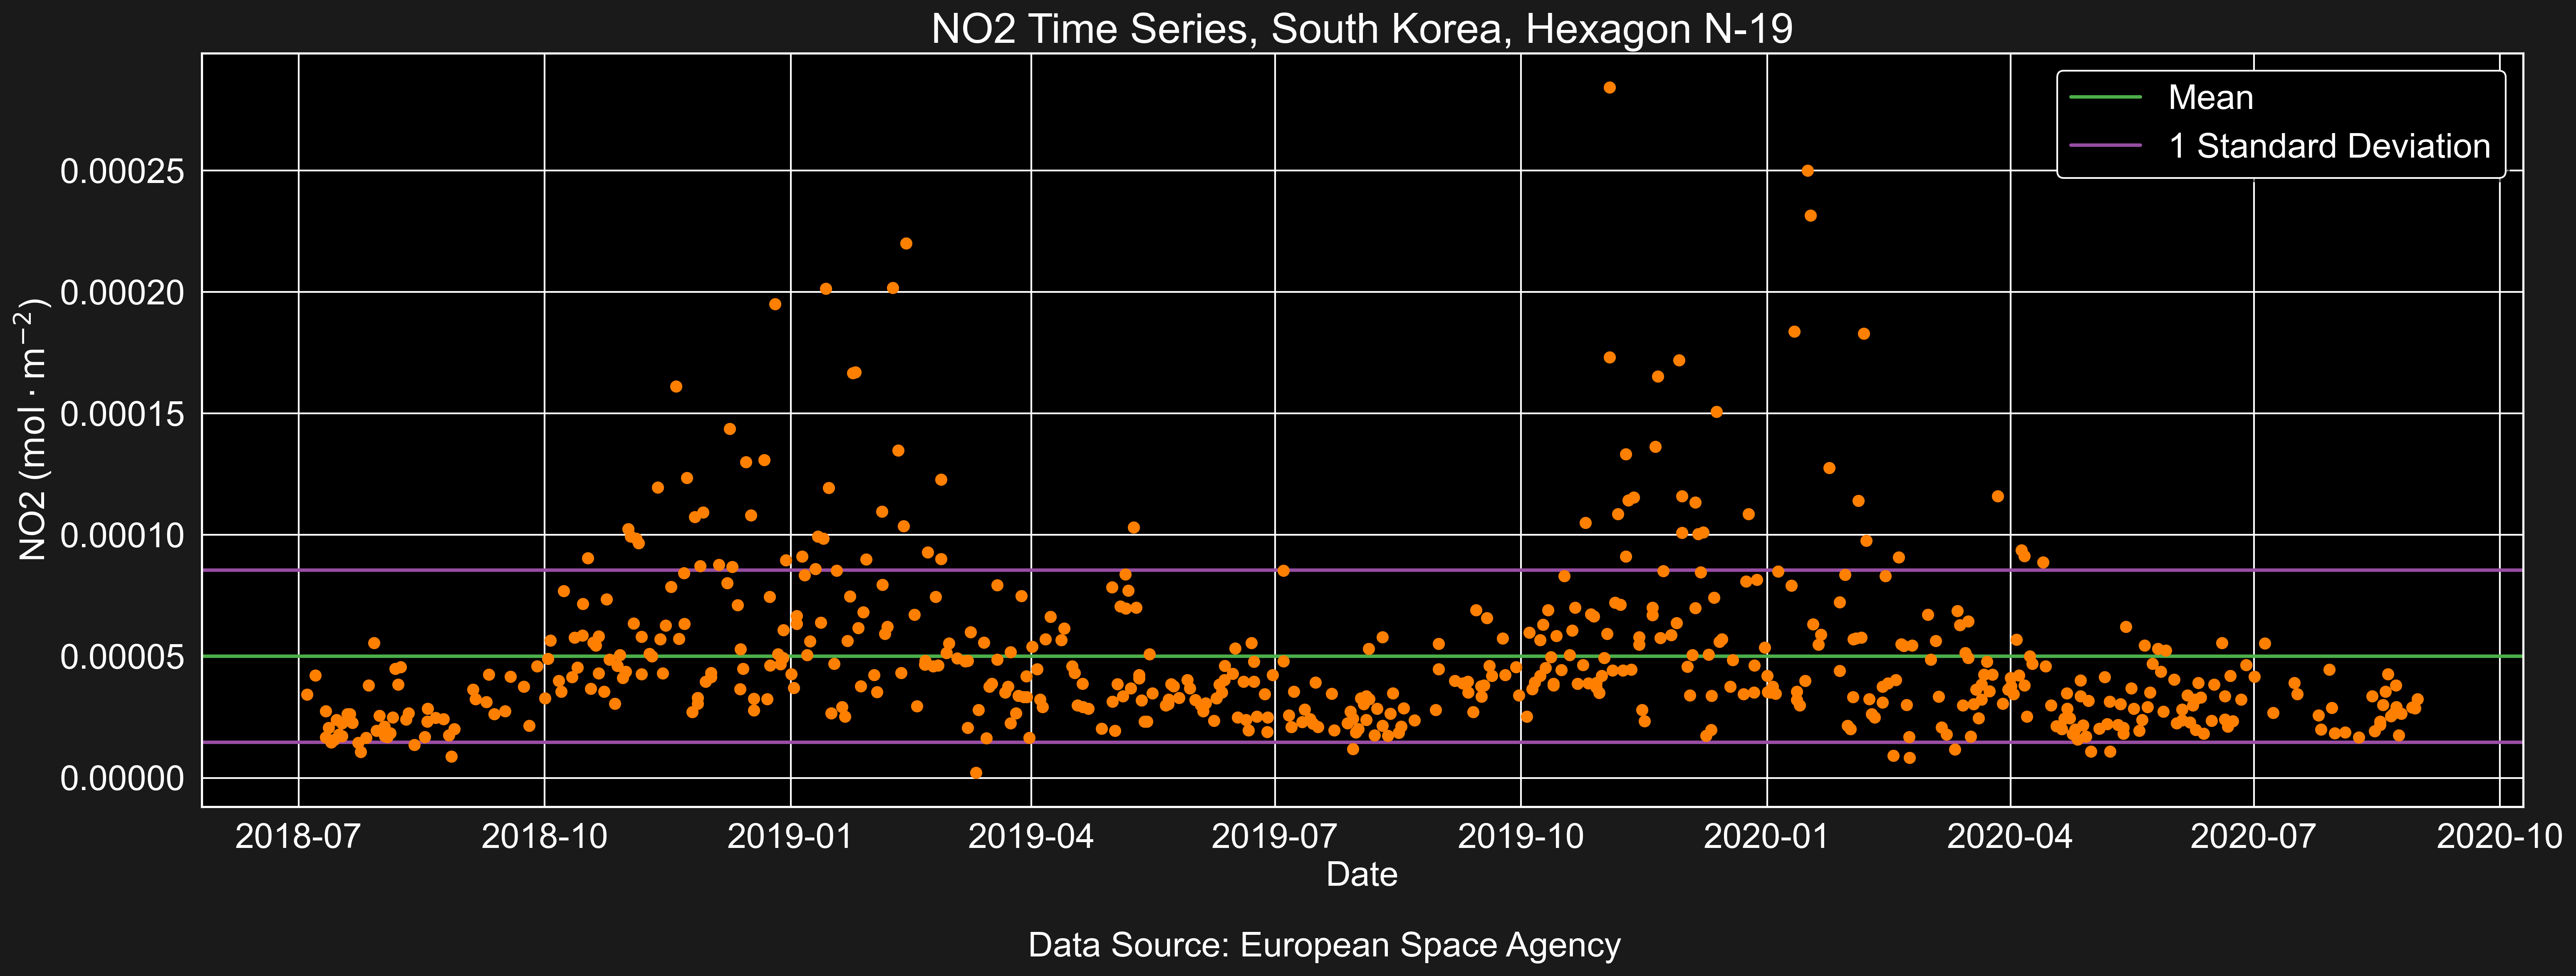 NO2 Time Series, South Korea, Hexagon N-19
Mean
1 Standard Deviation
NO2 (mol · m⁻²)
0.00025
0.00020
0.00015
0.00010
0.00005
0.00000
2018-07 2018-10 2019-01 2019-04 2019-07 2019-10 2020-01 2020-04 2020-07 2020-10
Date
Data Source: European Space Agency